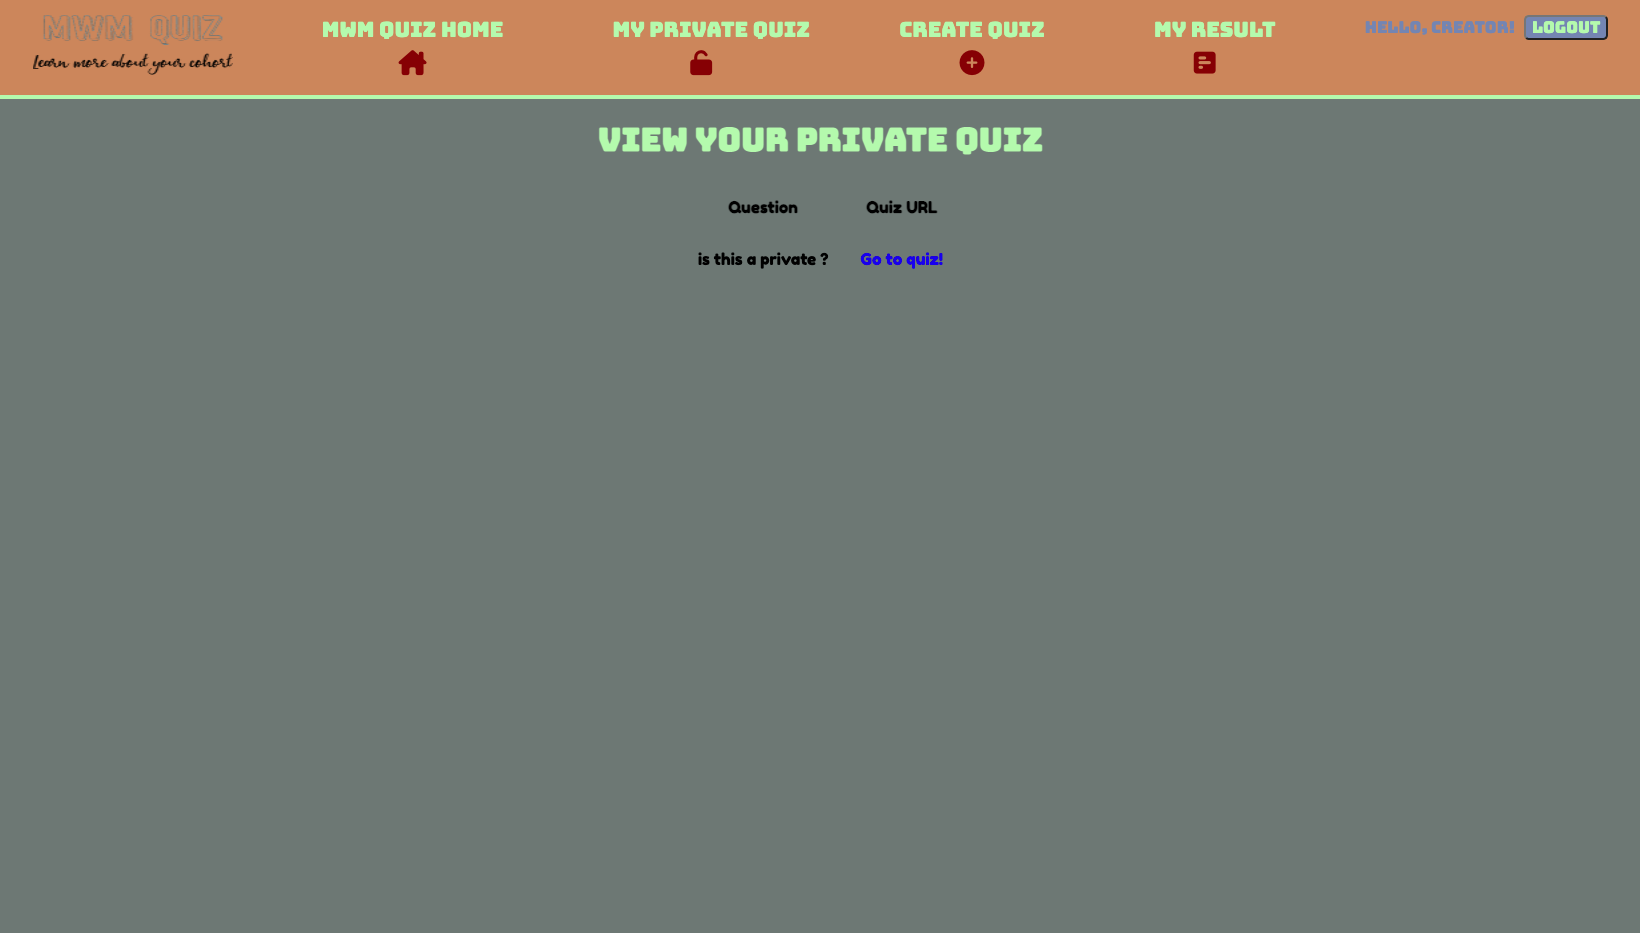 MWM QUIZ
Learn more about your cohort
MWM QUIZ HOME
MY PRIVATE QUIZ
CREATE QUIZ
MY RESULT
HELLO, CREATOR!
LOGOUT
VIEW YOUR PRIVATE QUIZ
Question Quiz URL
is this a private ? Go to quiz!